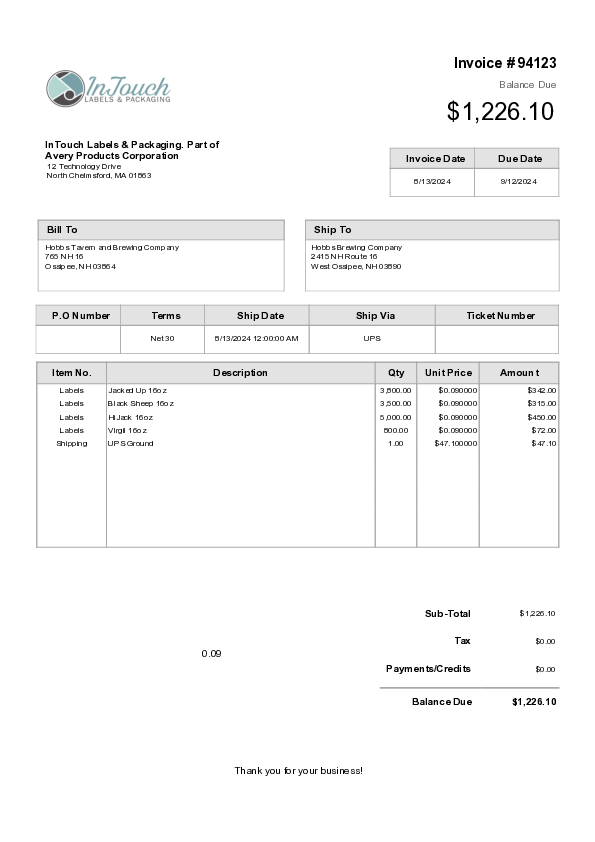 Invoice #94123
Balance Due
$1,226.10
InTouch
LABELS & PACKAGING
InTouch Labels & Packaging. Part of
Avery Products Corporation
12 Technology Drive
North Chelmsford, MA 01863
Invoice Date Due Date
8/13/2024 9/12/2024
Bill To
Hobbs Tavern and Brewing Company
765 NH 16
Ossipee, NH 03864
Ship To
Hobbs Brewing Company
2415 NH Route 16
West Ossipee, NH 03890
P.O Number Terms Ship Date Ship Via Ticket Number
Net 30 8/13/2024 12:00:00 AM UPS
Item No. Description Qty Unit Price Amount
Labels Jacked Up 16oz 3,800.00 $0.090000 $342.00
Labels Black Sheep 16oz 3,500.00 $0.090000 $315.00
Labels HiJack 16oz 5,000.00 $0.090000 $450.00
Labels Virgil 16oz 800.00 $0.090000 $72.00
Shipping UPS Ground 1.00 $47.100000 $47.10
Sub-Total $1,226.10
Tax $0.00
0.09
Payments/Credits $0.00
Balance Due $1,226.10
Thank you for your business!